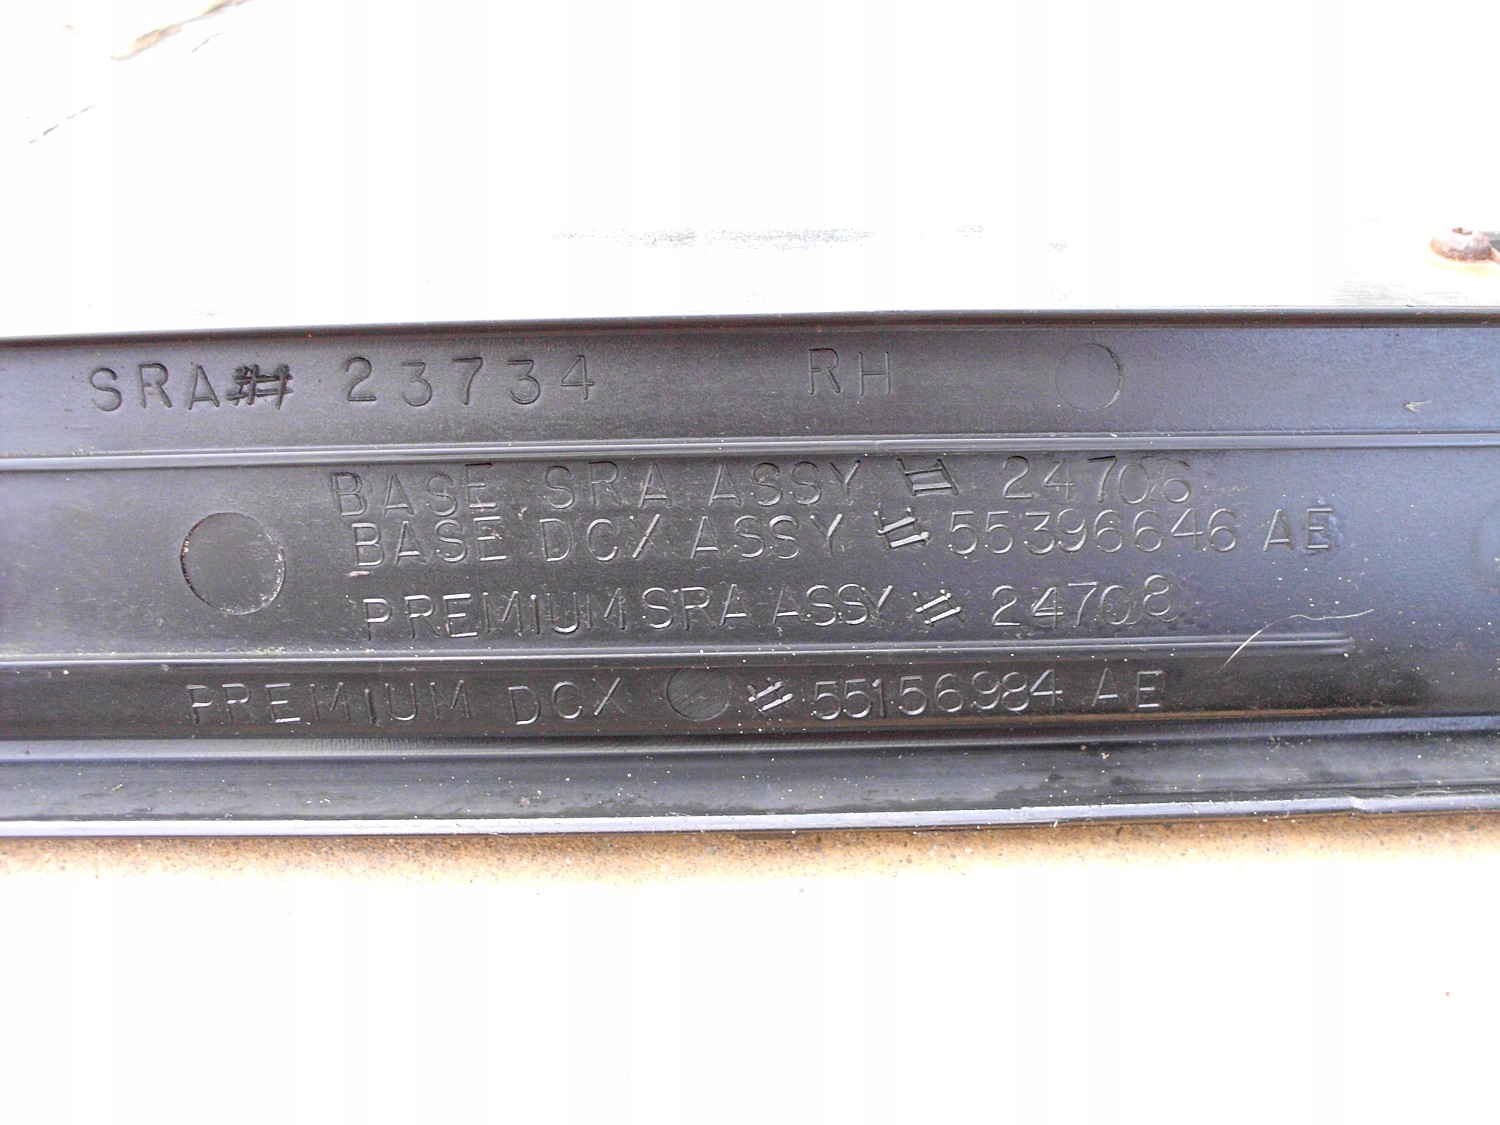 SRA# 23734 RH
BASE SRA ASSY # 24706
BASE DCX ASSY # 55396646 AE
PREMIUM SRA ASSY # 24708
PREMIUM DCX # 55156984 AE